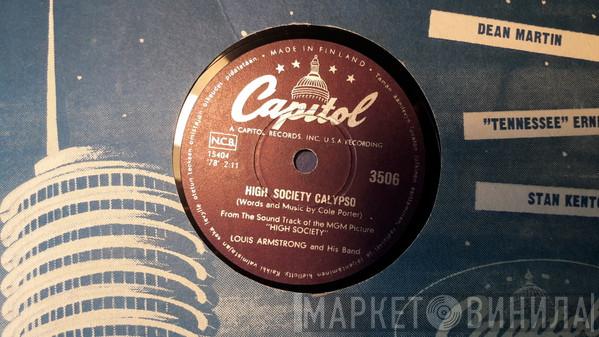 DEAN MARTIN
"TENNESSEE" ERNI
STAN KENTO
MADE IN FINLAND
Capitol
A CAPITOL RECORDS, INC. U.S.A. RECORDING
N.C.B.
15404
'78' 2:11
3506
HIGH SOCIETY CALYPSO
(Words and Music by Cole Porter)
From The Sound Track of the MGM Picture
"HIGH SOCIETY"
LOUIS ARMSTRONG and His Band
МАРКЕТ ВИНИЛА